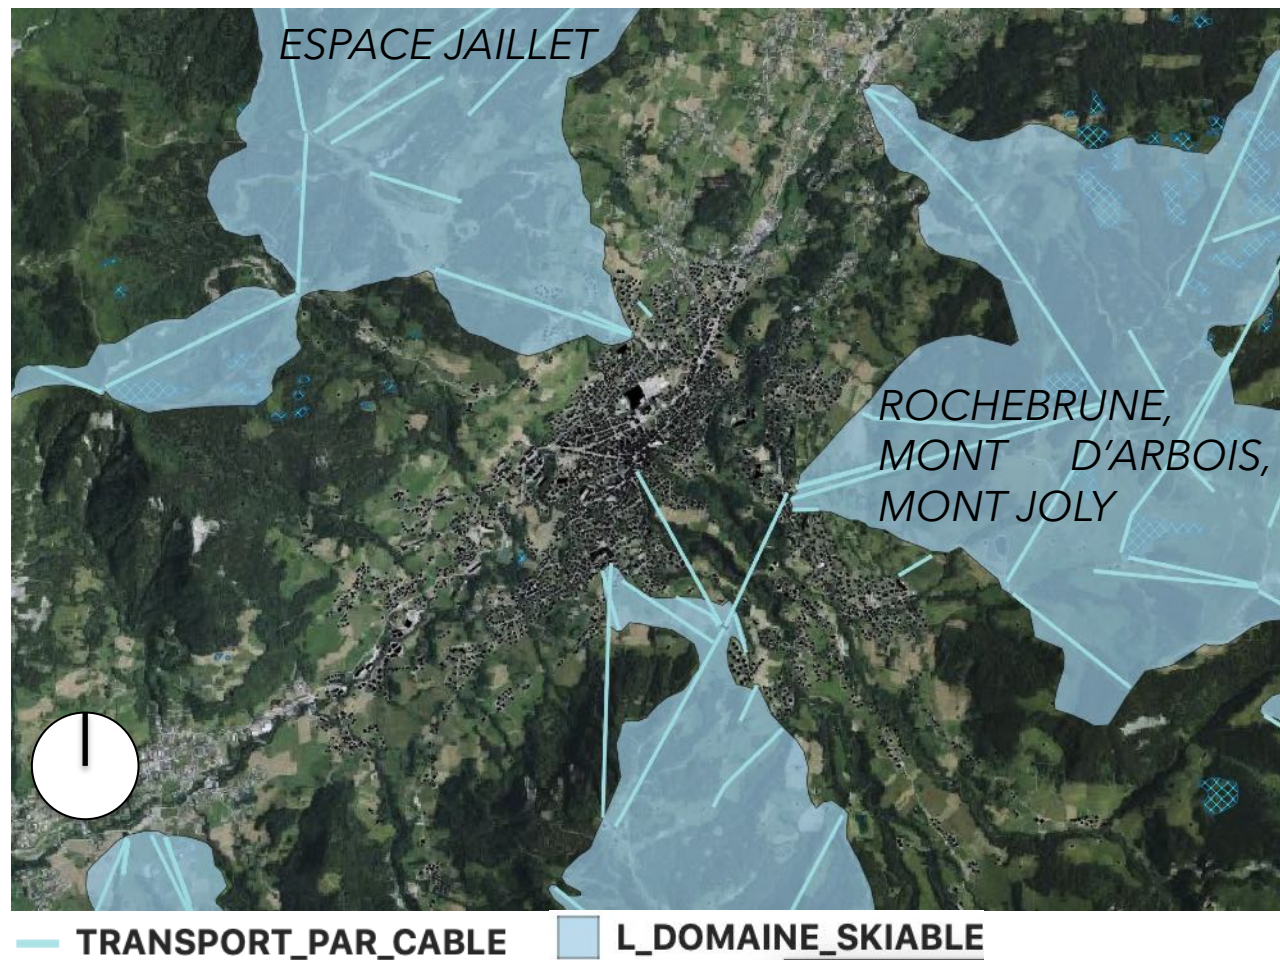 ESPACE JAILLET
ROCHEBRUNE,
MONT D'ARBOIS,
MONT JOLY
TRANSPORT_PAR_CABLE
L_DOMAINE_SKIABLE